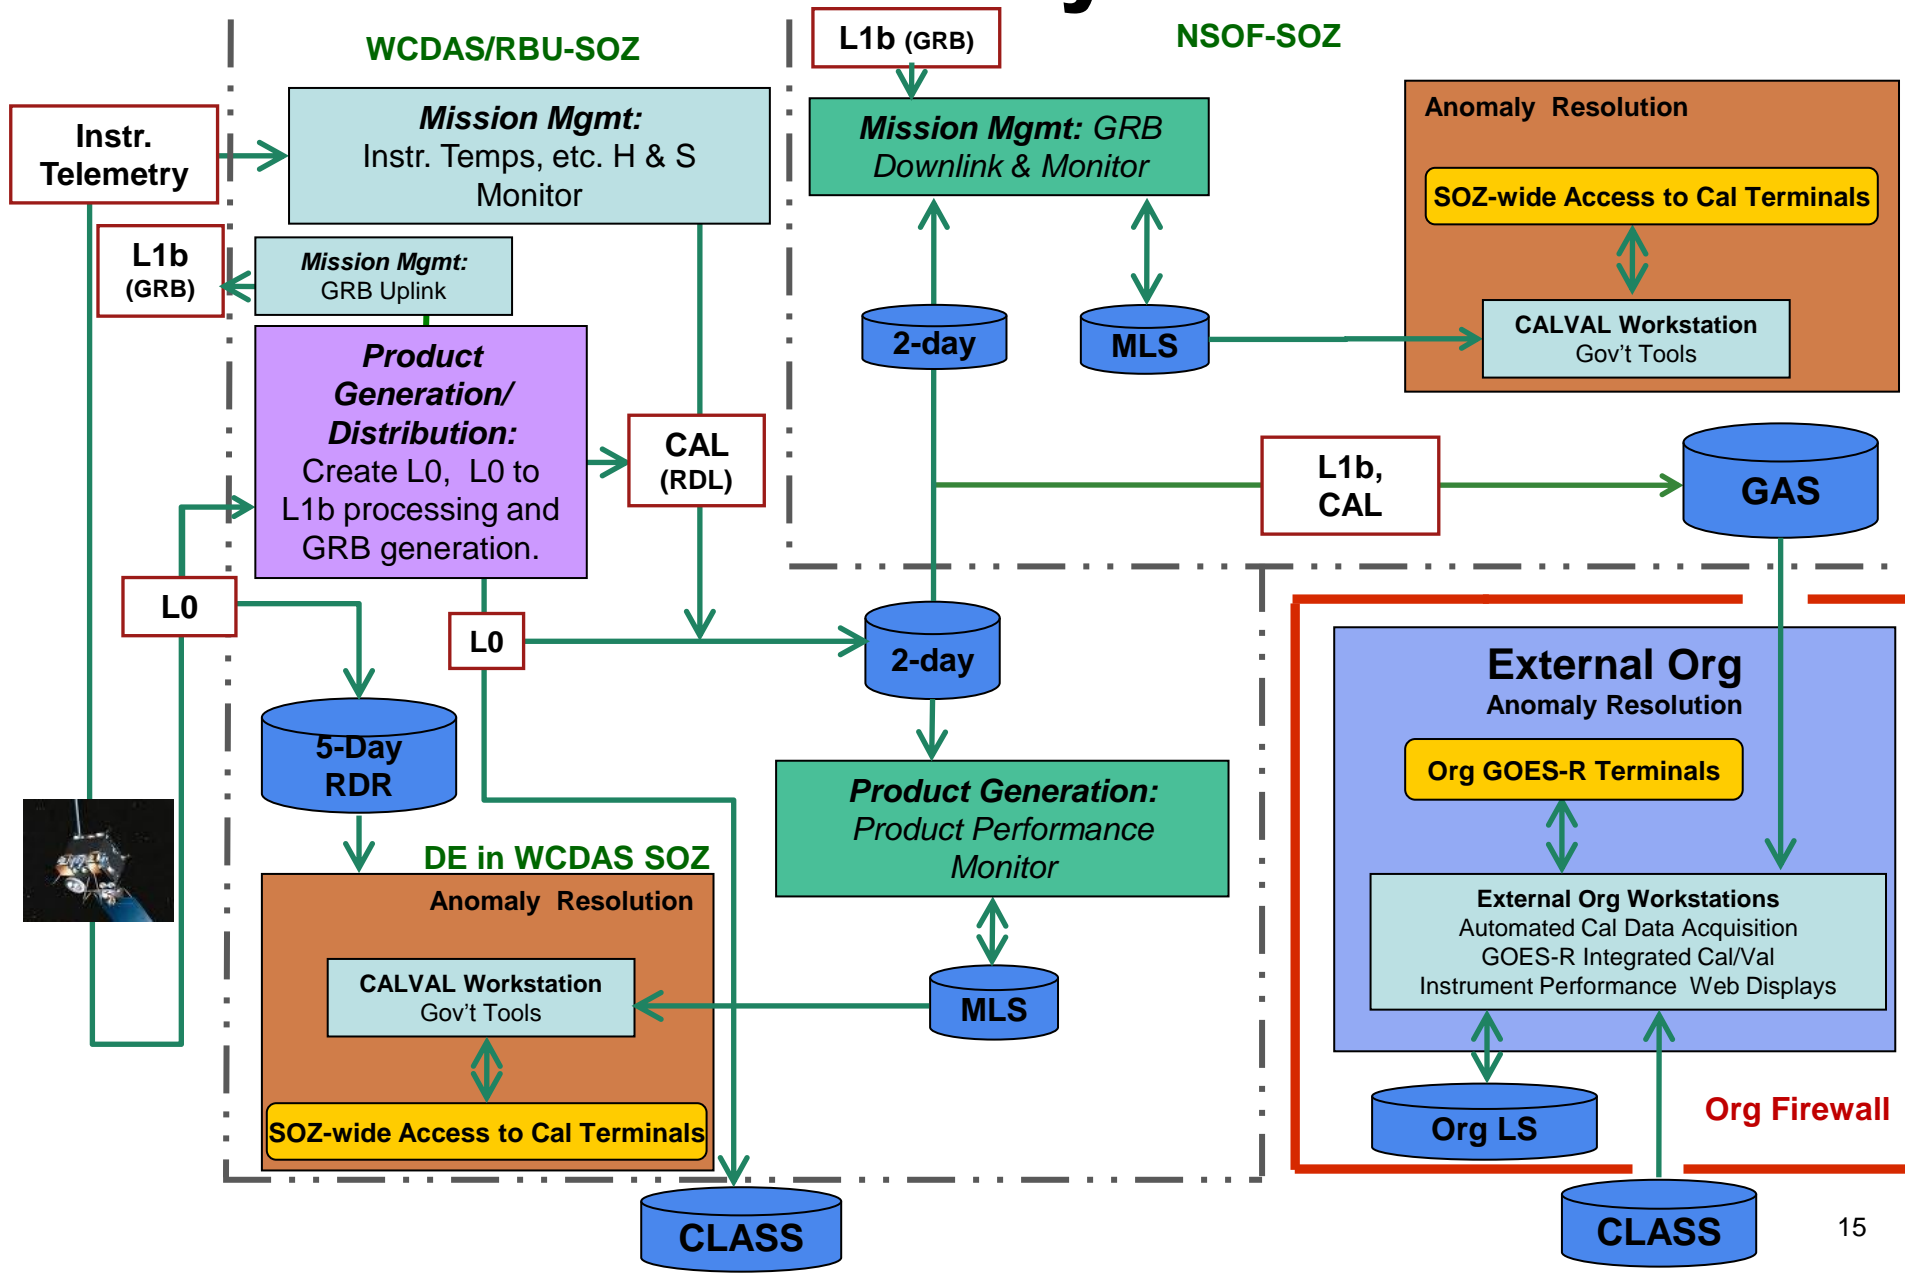 WCDAS/RBU-SOZ
L1b (GRB)
NSOF-SOZ
Instr.
Telemetry
Mission Mgmt:
Instr. Temps, etc. H & S
Monitor
Mission Mgmt: GRB
Downlink & Monitor
Anomaly Resolution
SOZ-wide Access to Cal Terminals
CALVAL Workstation
Gov't Tools
L1b
(GRB)
Mission Mgmt:
GRB Uplink
2-day
MLS
Product
Generation/
Distribution:
Create L0, L0 to
L1b processing and
GRB generation.
CAL
(RDL)
L1b,
CAL
GAS
L0
L0
2-day
5-Day
RDR
Product Generation:
Product Performance
Monitor
External Org
Anomaly Resolution
Org GOES-R Terminals
External Org Workstations
Automated Cal Data Acquisition
GOES-R Integrated Cal/Val
Instrument Performance Web Displays
DE in WCDAS SOZ
Anomaly Resolution
CALVAL Workstation
Gov't Tools
MLS
SOZ-wide Access to Cal Terminals
Org LS
Org Firewall
CLASS
CLASS
15